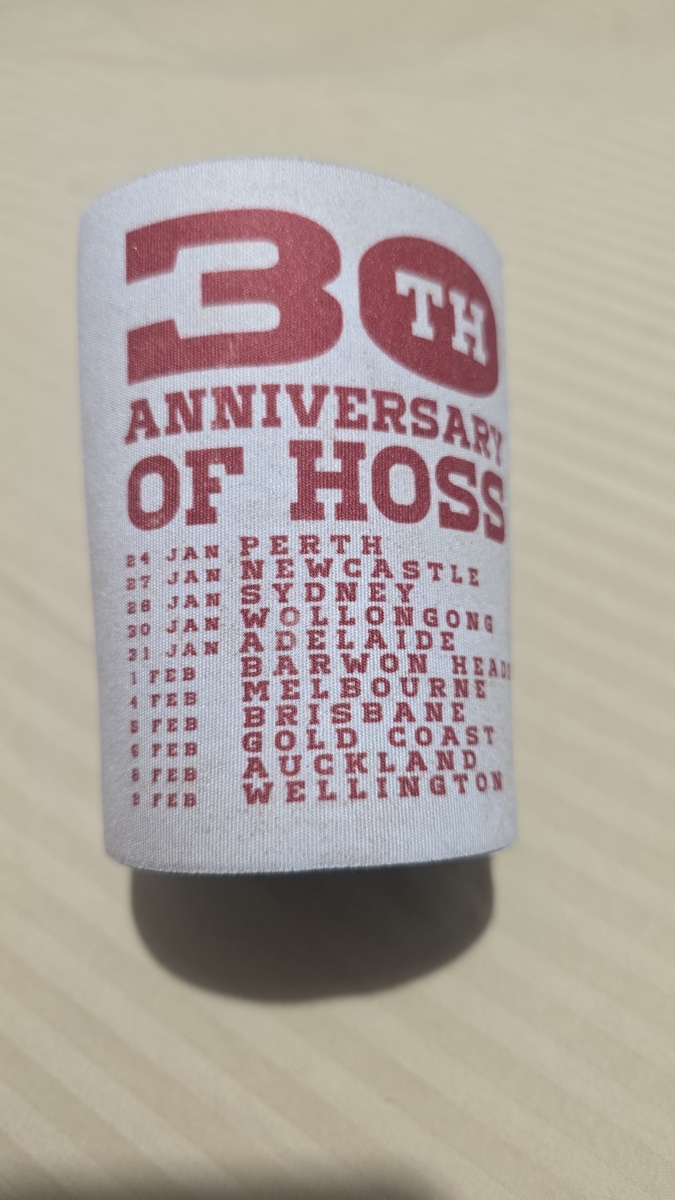 30TH
ANNIVERSARY
OF HOSS
24 JAN PERTH
27 JAN NEWCASTLE
28 JAN SYDNEY
30 JAN WOLLONGONG
31 JAN ADELAIDE
1 FEB BARWON HEADS
4 FEB MELBOURNE
5 FEB BRISBANE
6 FEB GOLD COAST
8 FEB AUCKLAND
9 FEB WELLINGTON